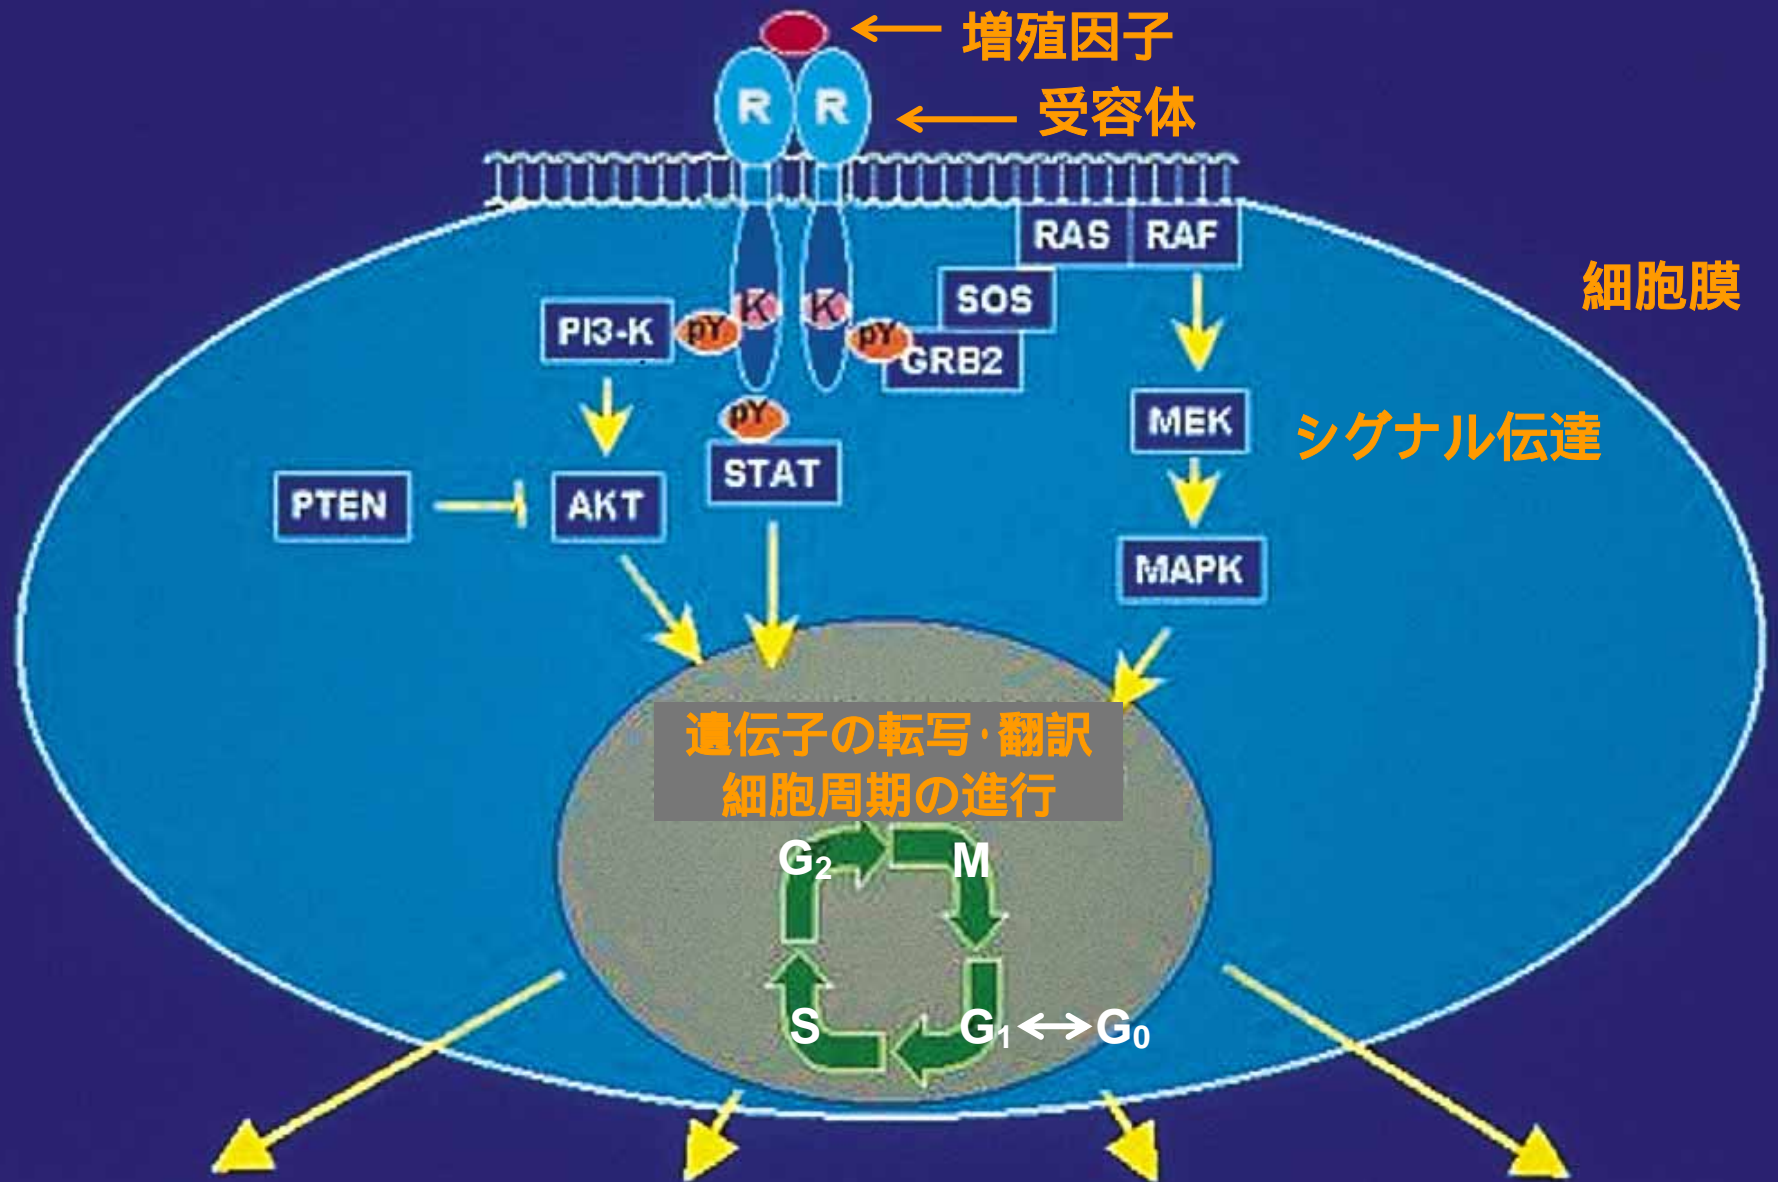 増殖因子
R R
受容体
RAS RAF
細胞膜
SOS
PI3-K pY K K pY GRB2
pY
MEK
シグナル伝達
STAT
PTEN AKT
MAPK
遺伝子の転写・翻訳
細胞周期の進行
G₂ M
S G₁ G₀